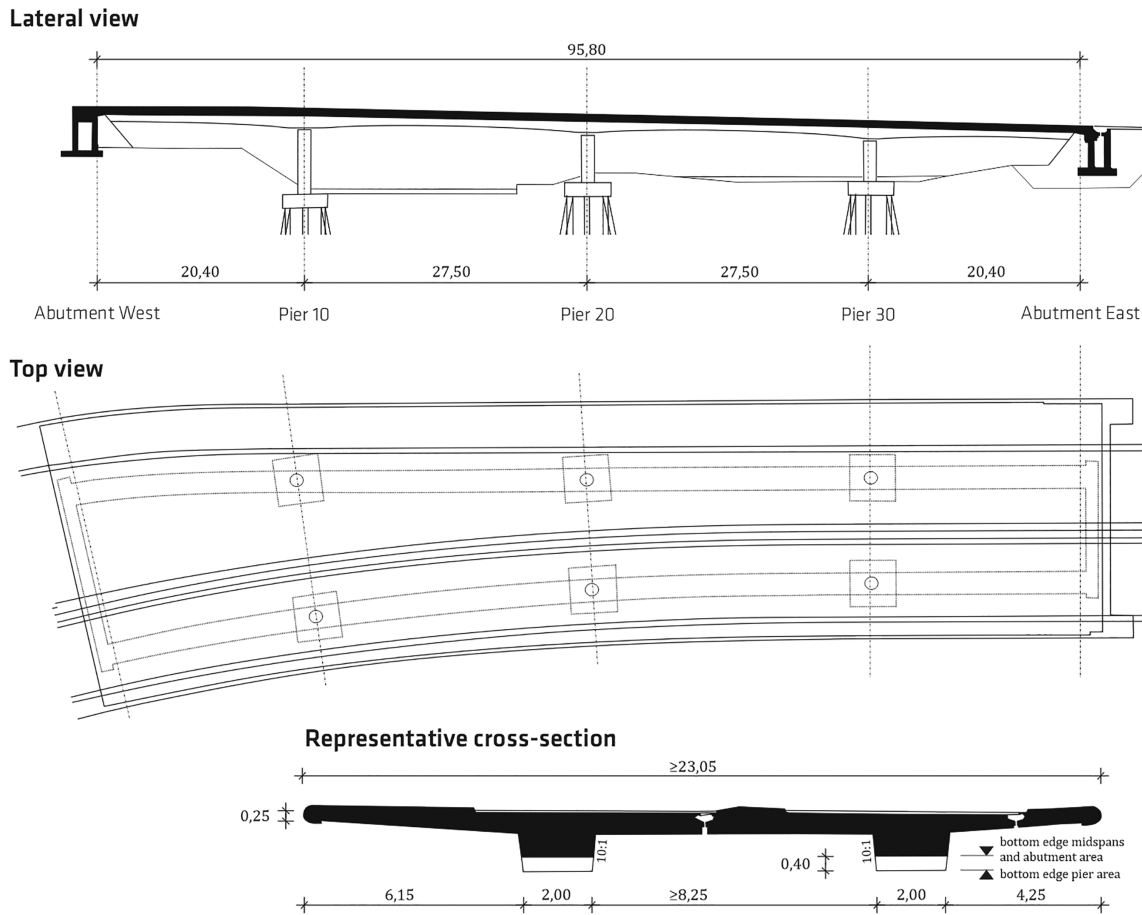 Lateral view
95,80
20,40
27,50
27,50
20,40
Abutment West
Pier 10
Pier 20
Pier 30
Abutment East
Top view
Representative cross-section
≥23,05
0,25
10:1
10:1
0,40
bottom edge midspans
and abutment area
bottom edge pier area
6,15
2,00
≥8,25
2,00
4,25